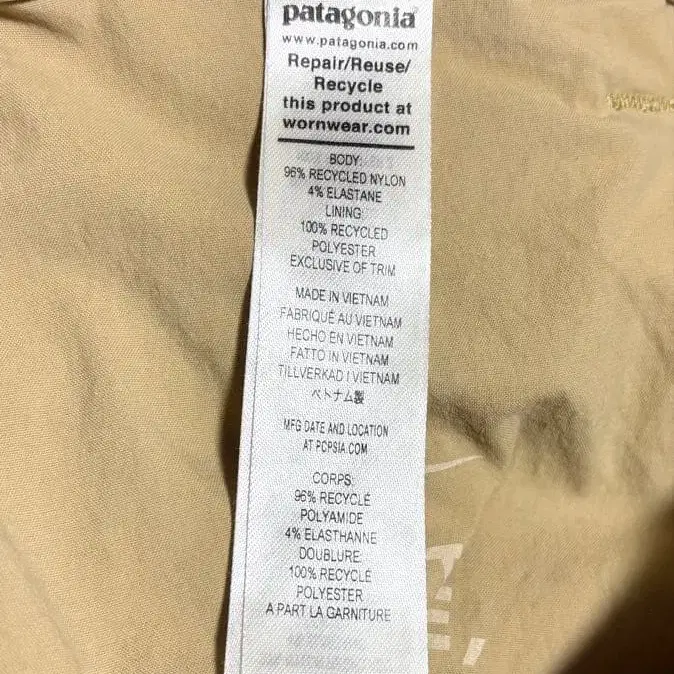 patagonia®
www.patagonia.com
Repair/Reuse/
Recycle
this product at
wornwear.com
BODY:
96% RECYCLED NYLON
4% ELASTANE
LINING:
100% RECYCLED
POLYESTER
EXCLUSIVE OF TRIM
MADE IN VIETNAM
FABRIQUÉ AU VIETNAM
HECHO EN VIETNAM
FATTO IN VIETNAM
TILLVERKAD I VIETNAM
ベトナム製
MFG DATE AND LOCATION
AT PCPSIA.COM
CORPS:
96% RECYCLÉ
POLYAMIDE
4% ELASTHANNE
DOUBLURE:
100% RECYCLÉ
POLYESTER
A PART LA GARNITURE